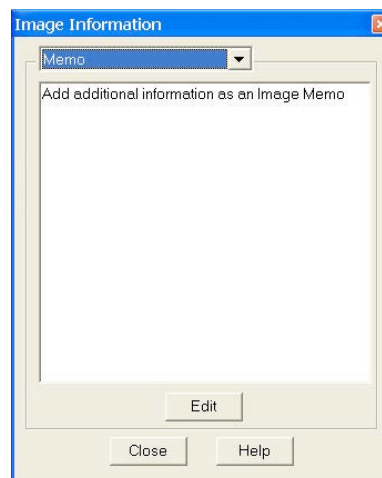 Image Information
Memo
Add additional information as an Image Memo
Edit
Close
Help